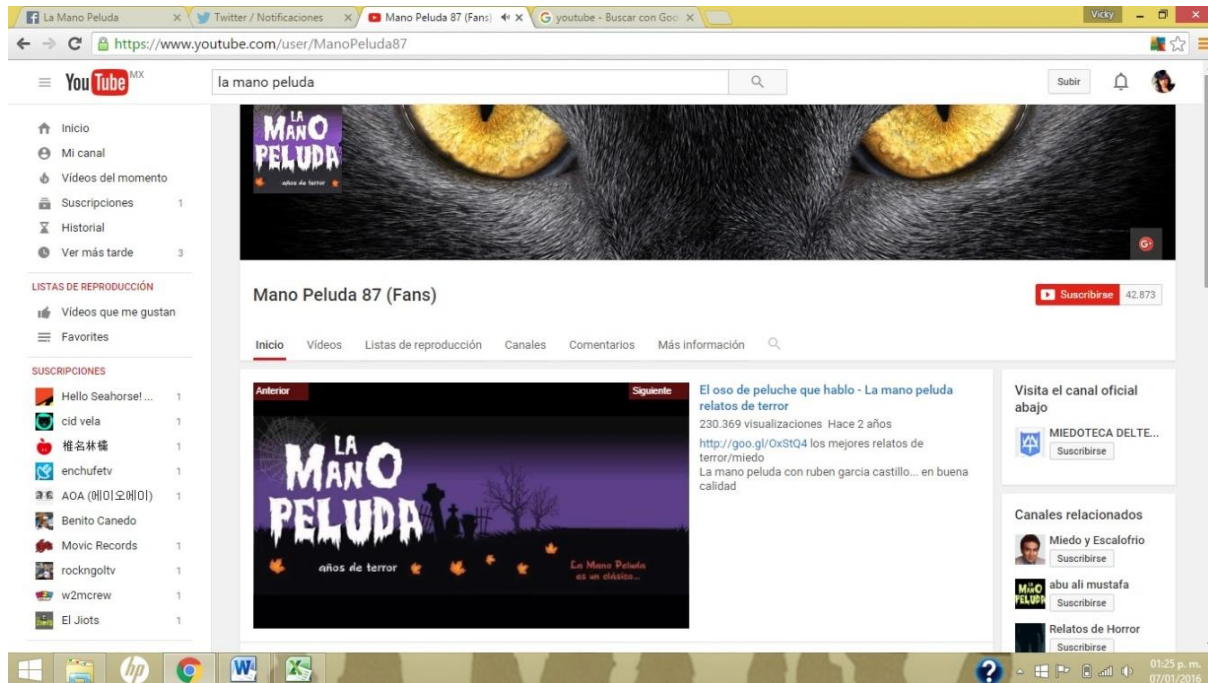 La Mano Peluda
Twitter / Notificaciones
Mano Peluda 87 (Fans)
youtube - Buscar con Goo
Vicky
https://www.youtube.com/user/ManoPeluda87
YouTube MX
la mano peluda
Subir
Inicio
Mi canal
Vídeos del momento
Suscripciones 1
Historial
Ver más tarde 3
LISTAS DE REPRODUCCIÓN
Vídeos que me gustan
Favorites
SUSCRIPCIONES
Hello Seahorse! ... 1
cid vela 1
椎名林檎 1
enchufetv 1
AOA (에이오에이) 1
Benito Canedo
Movic Records 1
rockngoltv 1
w2mcrew 1
El Jiots 1
LA
MANO
PELUDA
años de terror
G+
Mano Peluda 87 (Fans)
Suscribirse 42.873
Inicio Vídeos Listas de reproducción Canales Comentarios Más información
Anterior
Siguiente
LA
MANO
PELUDA
años de terror
La Mano Peluda
es un clásico...
El oso de peluche que hablo - La mano peluda
relatos de terror
230.369 visualizaciones Hace 2 años
http://goo.gl/OxStQ4 los mejores relatos de
terror/miedo
La mano peluda con ruben garcia castillo... en buena
calidad
Visita el canal oficial
abajo
MIEDOTECA DELTE...
Suscribirse
Canales relacionados
Miedo y Escalofrio
Suscribirse
LA
MANO
PELUDA
abu ali mustafa
Suscribirse
Relatos de Horror
Suscribirse
hp
W
X
?
01:25 p. m.
07/01/2016